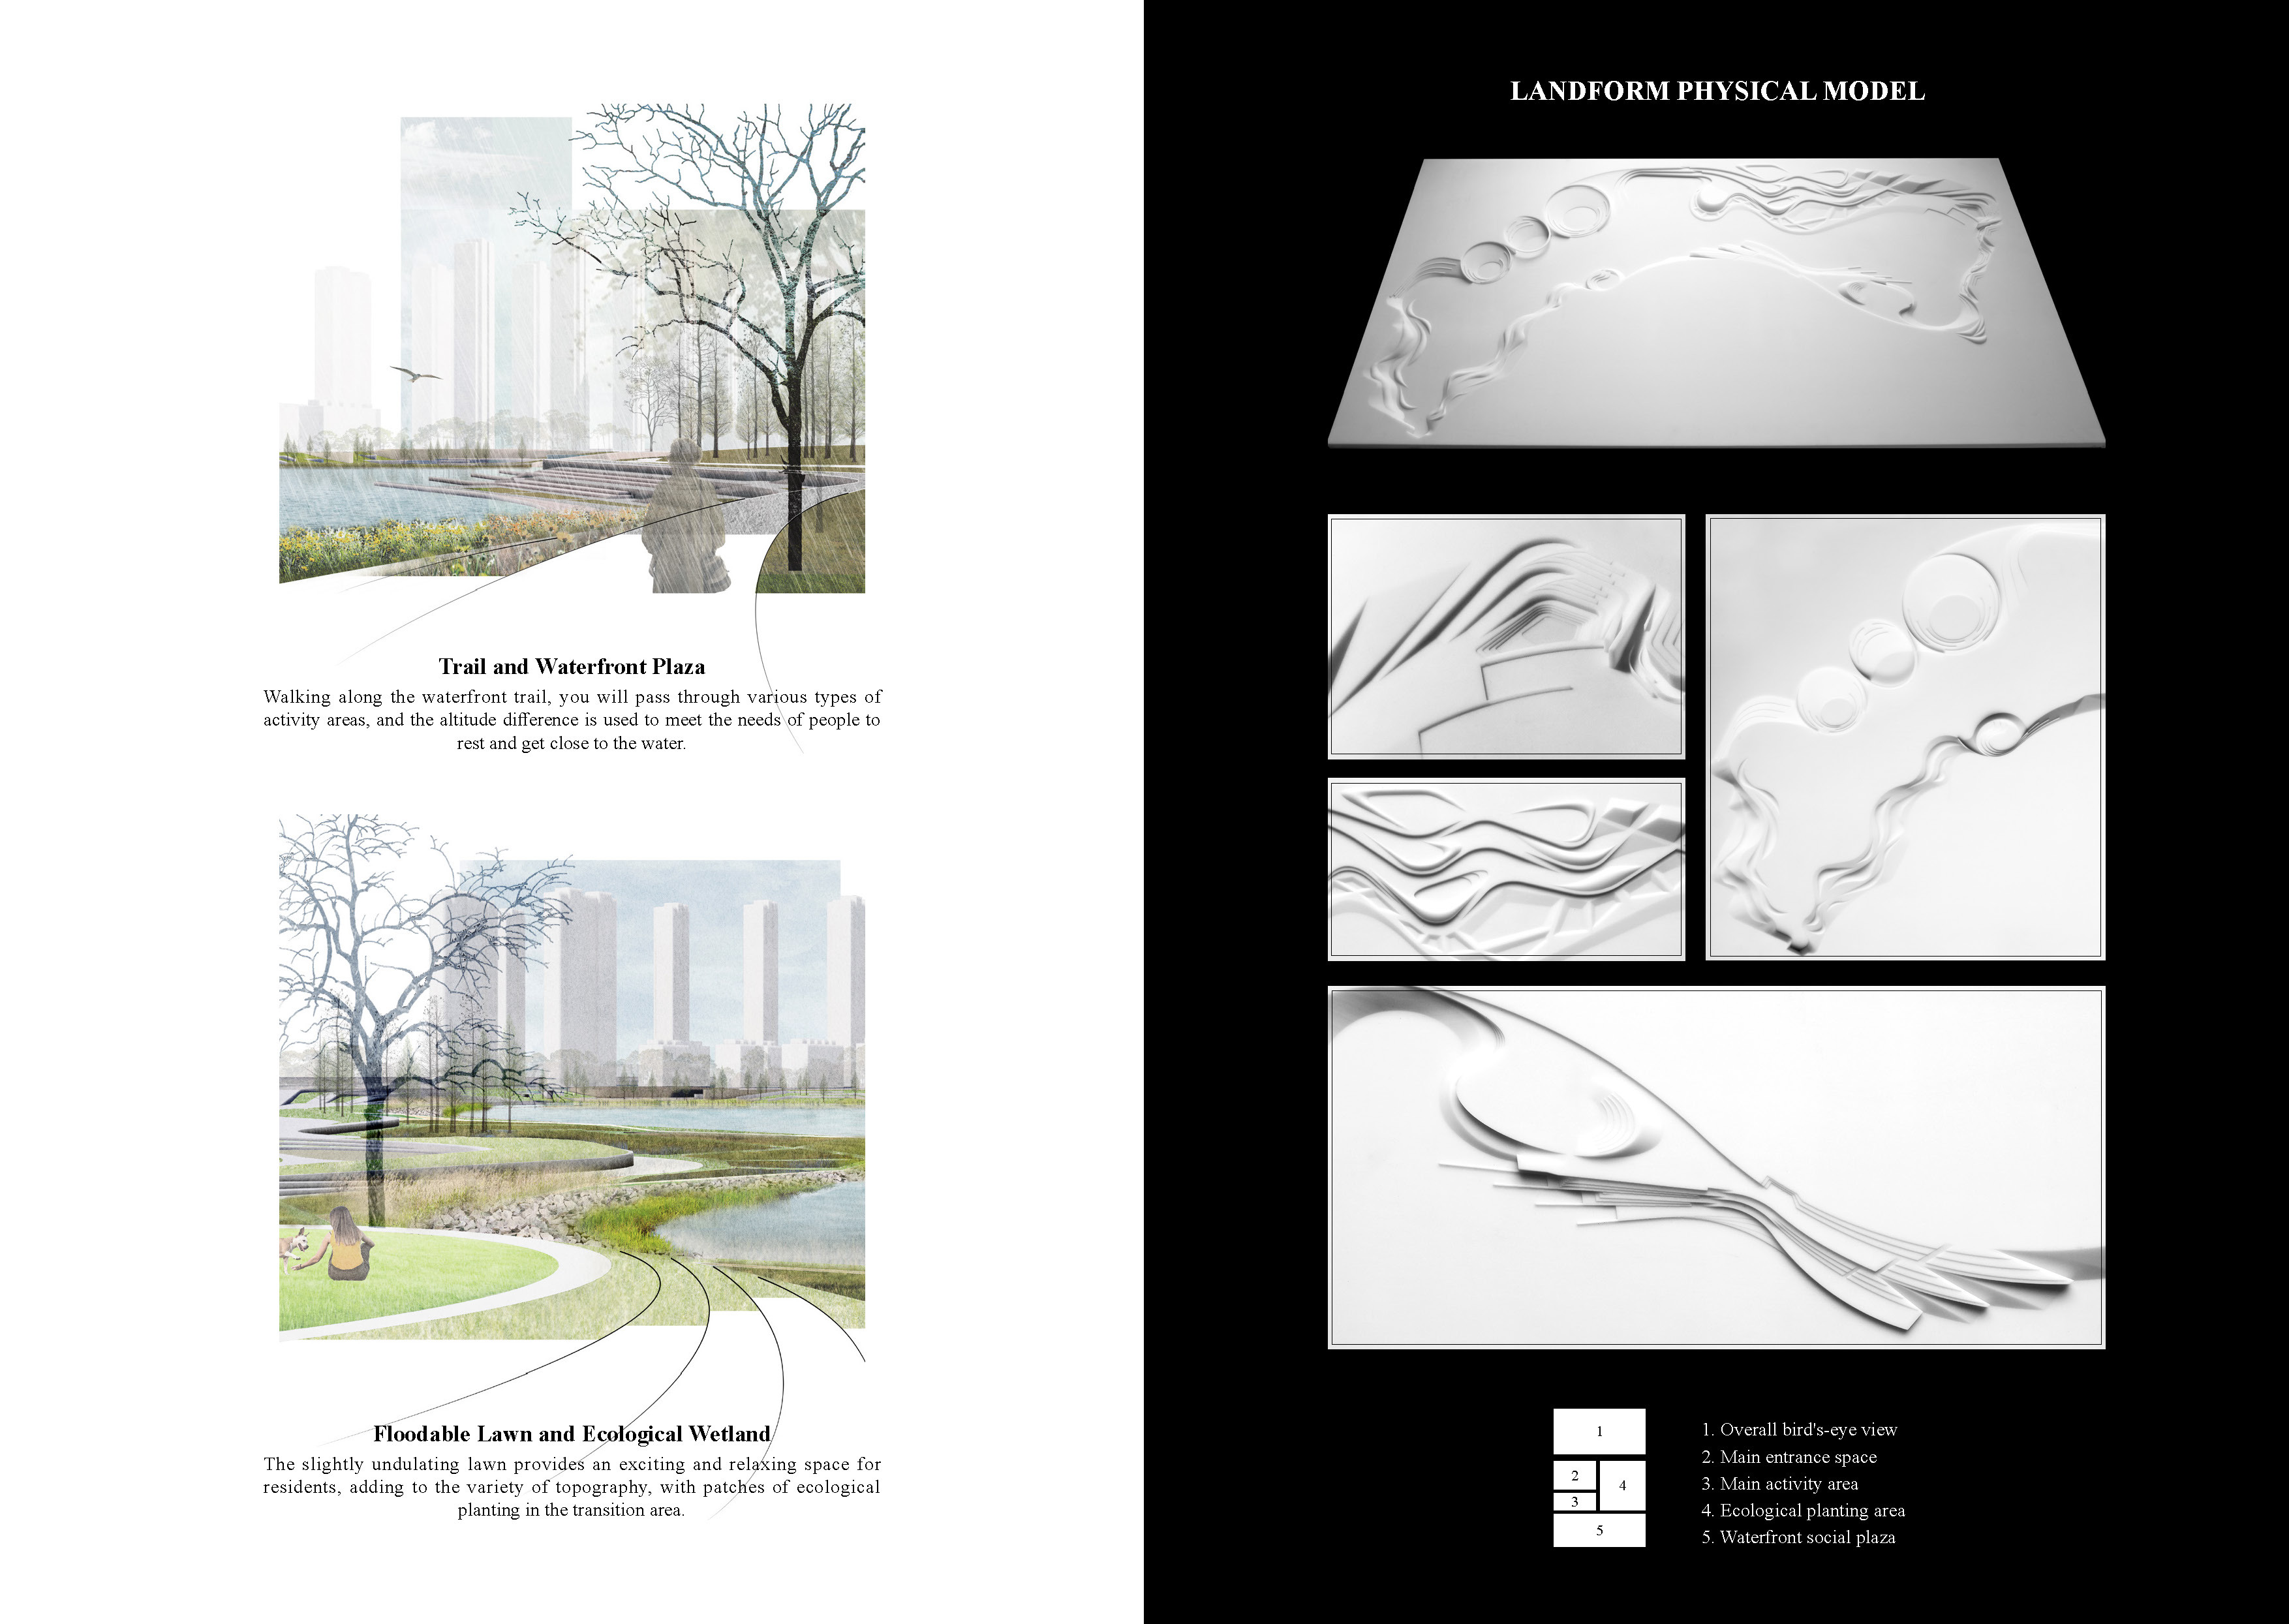 Trail and Waterfront Plaza
Walking along the waterfront trail, you will pass through various types of
activity areas, and the altitude difference is used to meet the needs of people to
rest and get close to the water.
Floodable Lawn and Ecological Wetland
The slightly undulating lawn provides an exciting and relaxing space for
residents, adding to the variety of topography, with patches of ecological
planting in the transition area.
LANDFORM PHYSICAL MODEL
1
2
3
4
5
1. Overall bird's-eye view
2. Main entrance space
3. Main activity area
4. Ecological planting area
5. Waterfront social plaza